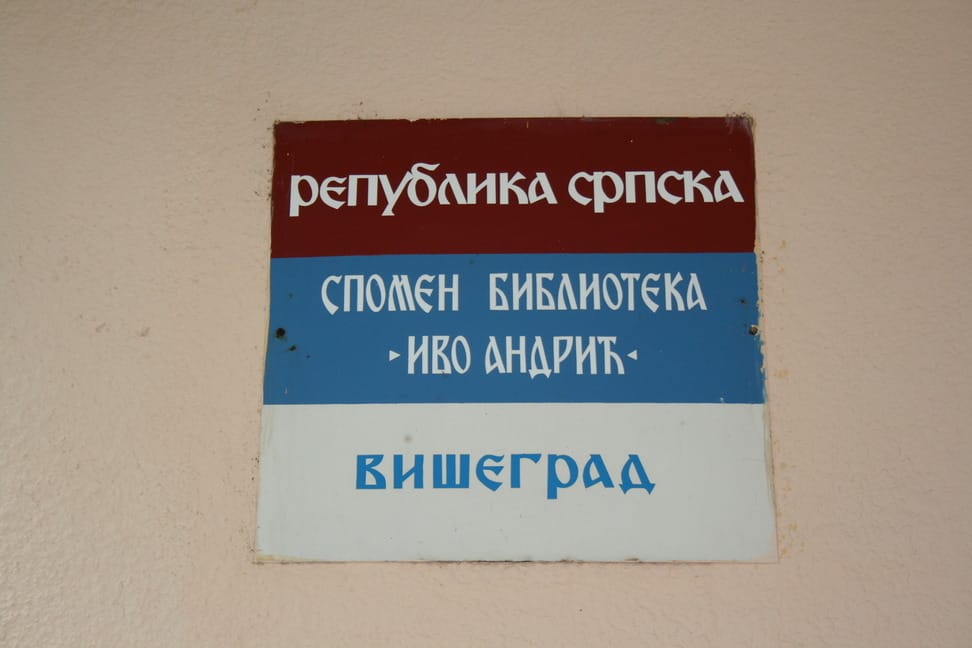 РЕПУБЛИКА СРПСКА
СПОМЕН БИБЛИОТЕКА
▸ИВО АНДРИЋ◂
ВИШЕГРАД